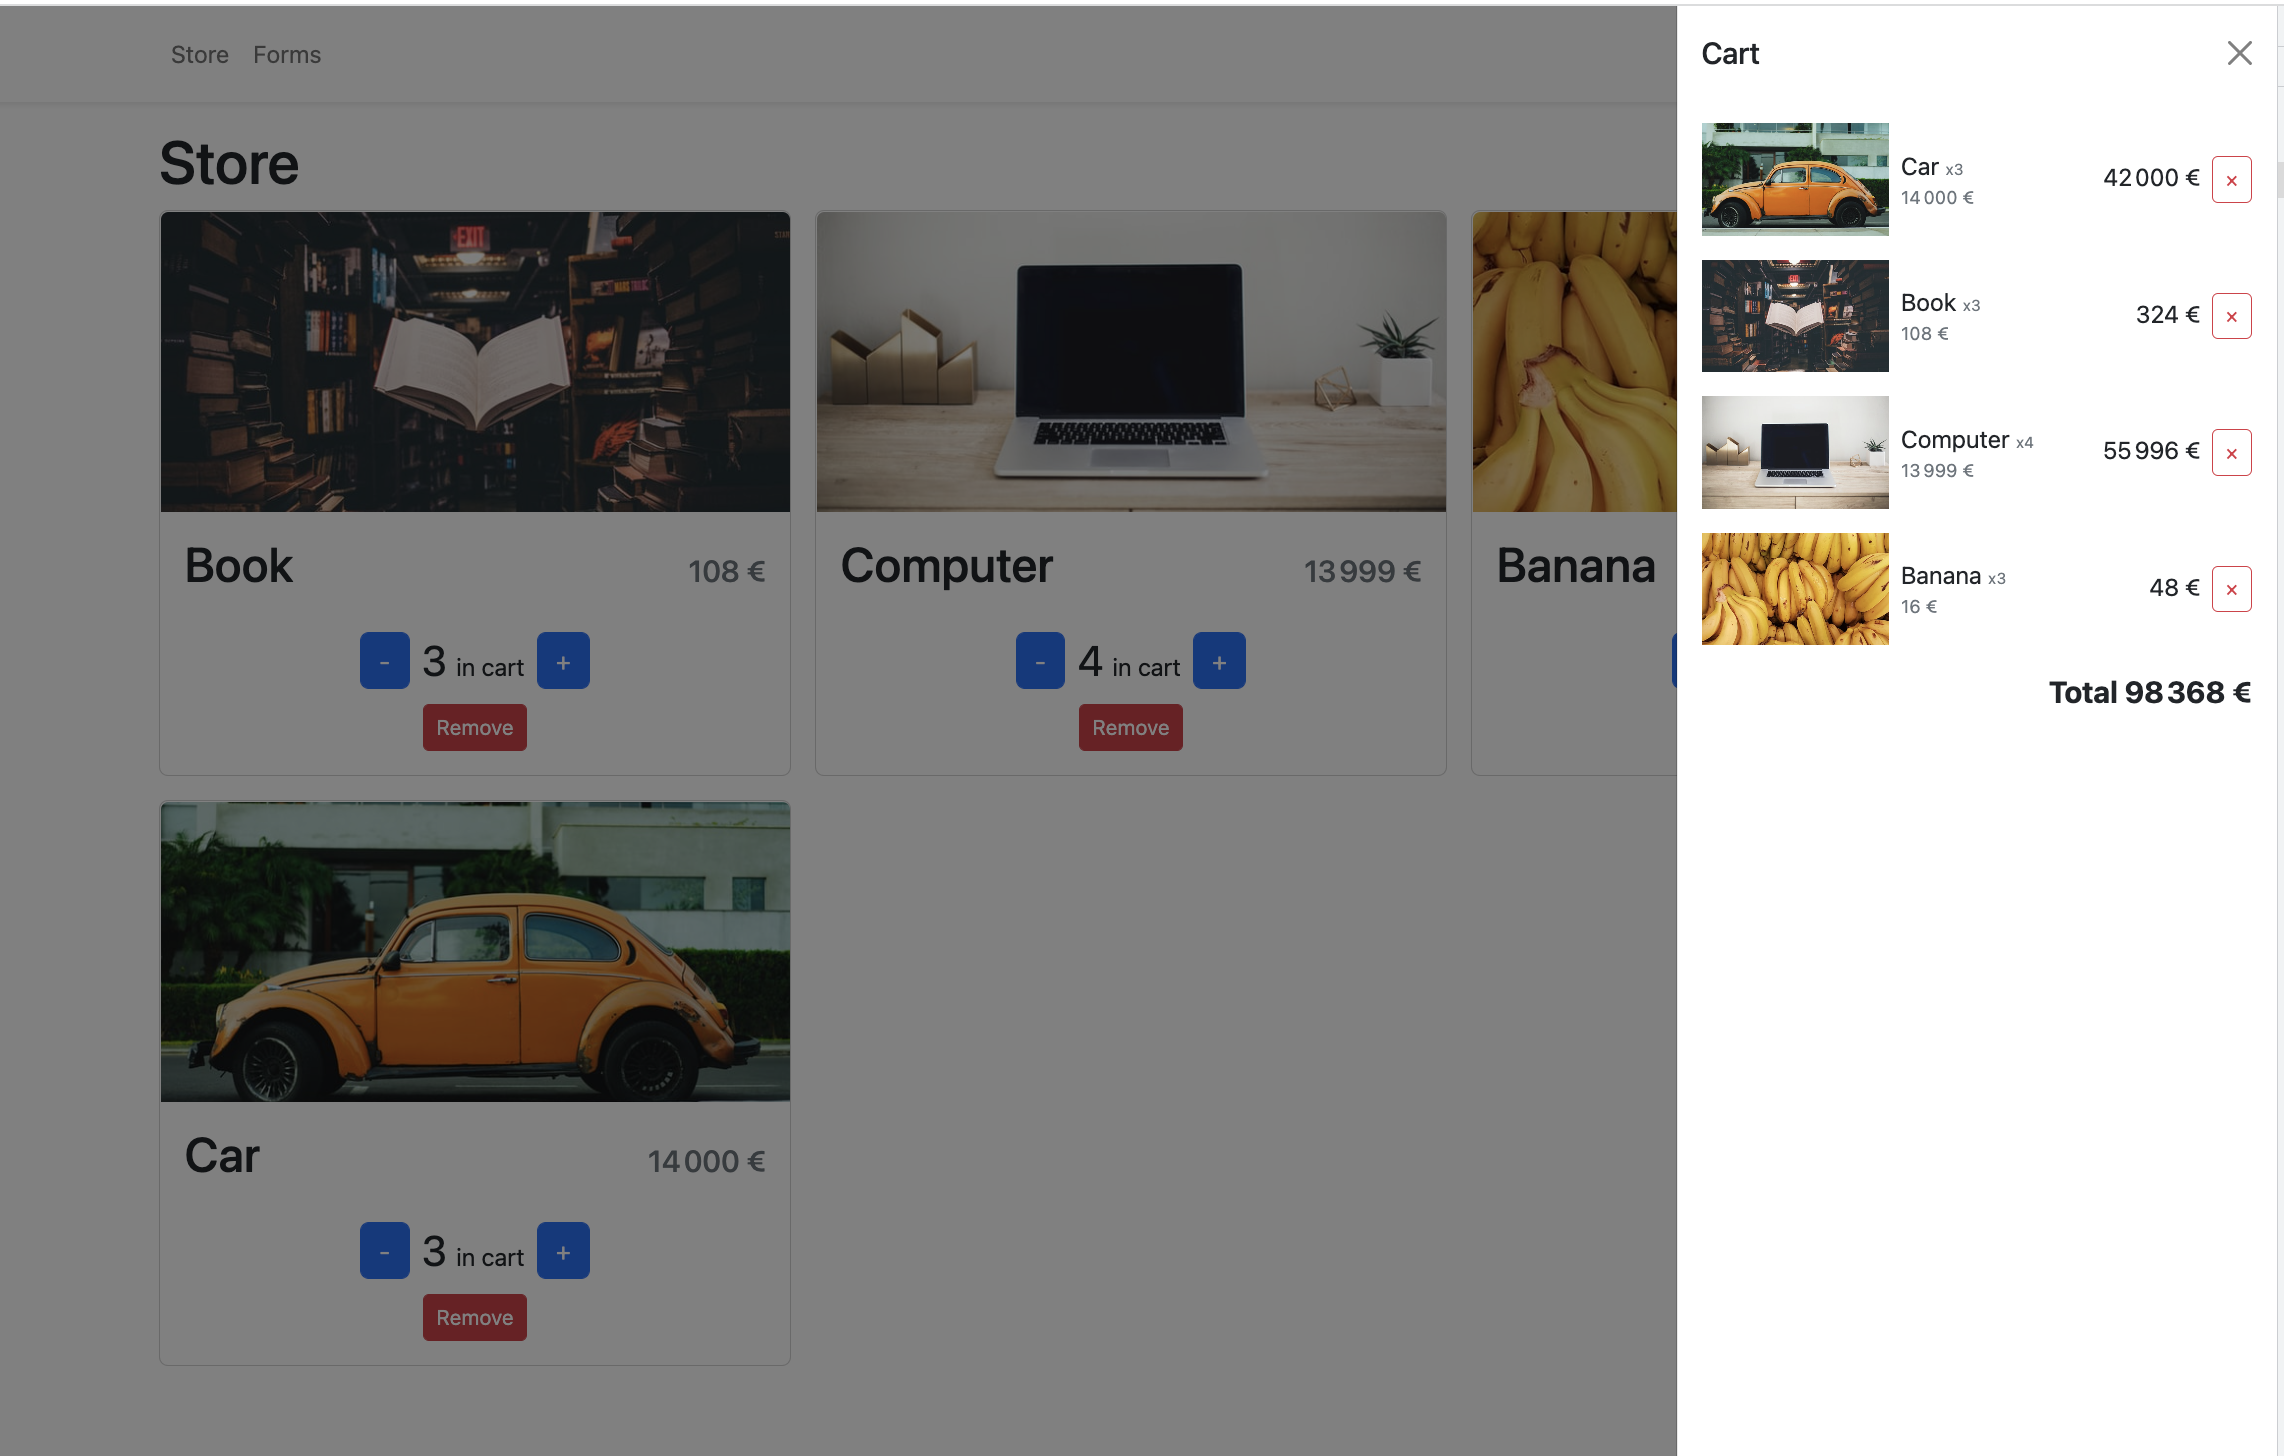 Store Forms
Store
EXIT
Book 108 €
- 3 in cart +
Remove
Computer 13 999 €
- 4 in cart +
Remove
Banana
Car 14 000 €
- 3 in cart +
Remove
Cart
Car x3
14 000 €
42 000 € ×
Book x3
108 €
324 € ×
Computer x4
13 999 €
55 996 € ×
Banana x3
16 €
48 € ×
Total 98 368 €